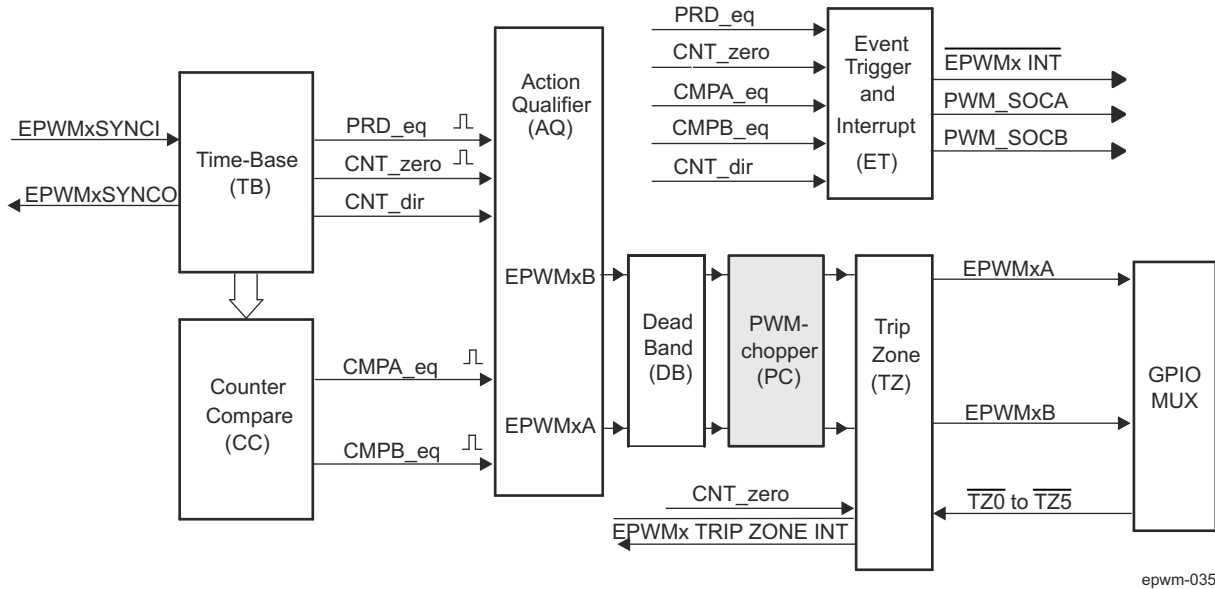 EPWMxSYNCI
EPWMxSYNCO
Time-Base
(TB)
PRD_eq
CNT_zero
CNT_dir
Counter
Compare
(CC)
CMPA_eq
CMPB_eq
Action
Qualifier
(AQ)
EPWMxB
EPWMxA
PRD_eq
CNT_zero
CMPA_eq
CMPB_eq
CNT_dir
Event
Trigger
and
Interrupt
(ET)
EPWMx INT
PWM_SOCA
PWM_SOCB
Dead
Band
(DB)
PWM-
chopper
(PC)
Trip
Zone
(TZ)
CNT_zero
EPWMx TRIP ZONE INT
EPWMxA
EPWMxB
TZ0 to TZ5
GPIO
MUX
epwm-035